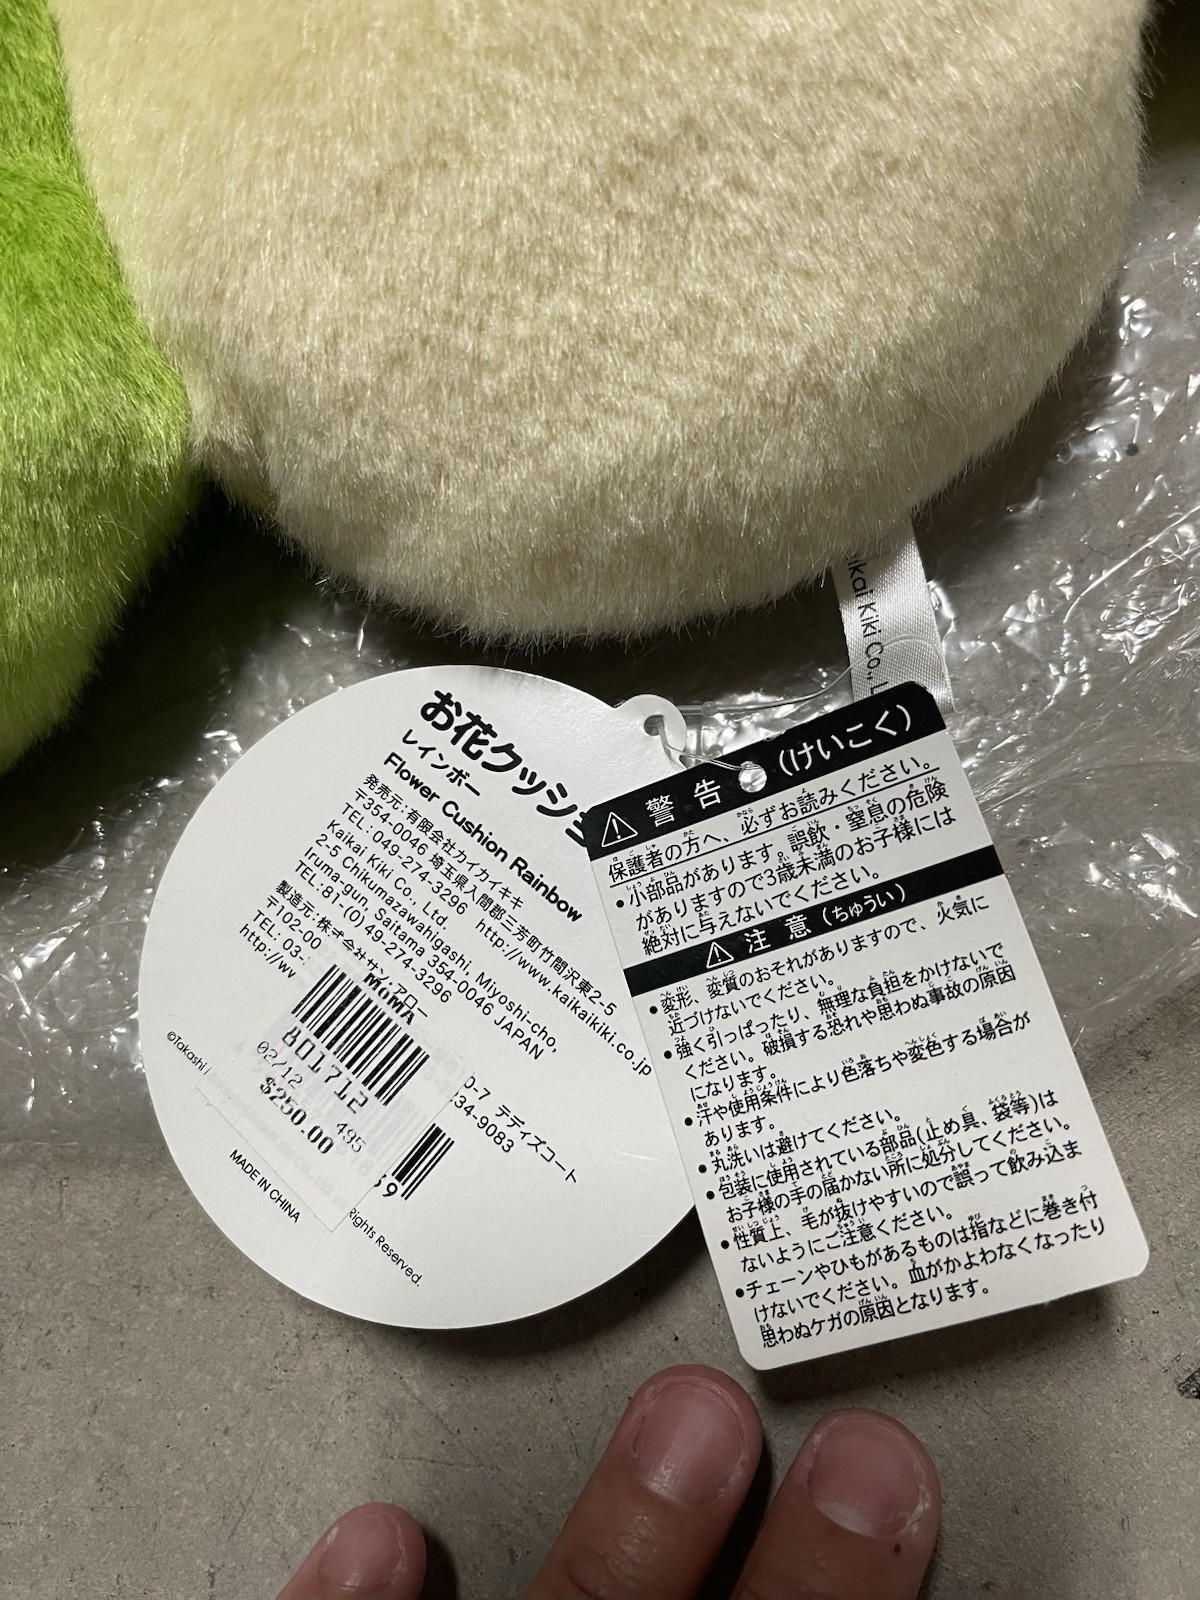 お花クッショ
レインボー
Flower Cushion Rainbow
発売元:有限会社カイカイキキ
〒354-0046 埼玉県入間郡三芳町竹間沢東2-5
TEL:049-274-3296 http://www.kaikaikiki.co.jp
Kaikai Kiki Co., Ltd.
2-5 Chikumazawahigashi, Miyoshi-cho,
Iruma-gun, Saitama 354-0046 JAPAN
TEL:81-(0)49-274-3296
製造元:株式会社サン・アロー
〒102-00
0-7 テディズコート
TEL. 03-
34-9083
http://w
MoMA
801712
02/12 495
$250.00
39
©Takashi
Rights Reserved.
MADE IN CHINA
ikai Kiki Co., L
警告(けいこく)
保護者の方へ、必ずお読みください。
•小部品があります。誤飲・窒息の危険
がありますので3歳未満のお子様には
絶対に与えないでください。
注意(ちゅうい)
•変形、変質のおそれがありますので、火気に
近づけないでください。
•強く引っぱったり、無理な負担をかけないで
ください。破損する恐れや思わぬ事故の原因
になります。
•汗や使用条件により色落ちや変色する場合が
あります。
•丸洗いは避けてください。
•包装に使用されている部品(止め具、袋等)は
お子様の手の届かない所に処分してください。
•性質上、毛が抜けやすいので誤って飲み込ま
ないようにご注意ください。
•チェーンやひもがあるものは指などに巻き付
けないでください。血がかよわなくなったり
思わぬケガの原因となります。